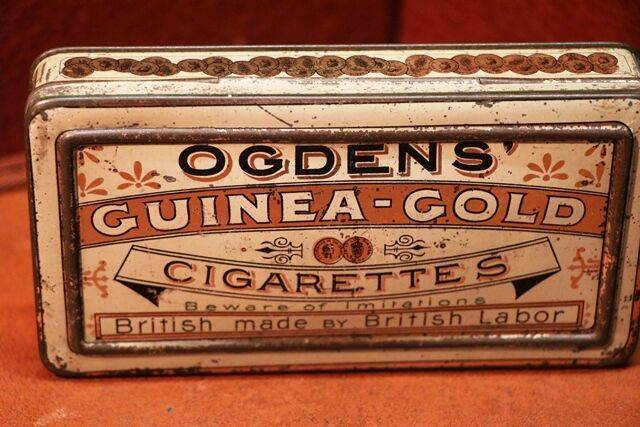 OGDENS'
GUINEA-GOLD
CIGARETTES
Beware of Imitations
British made BY British Labor